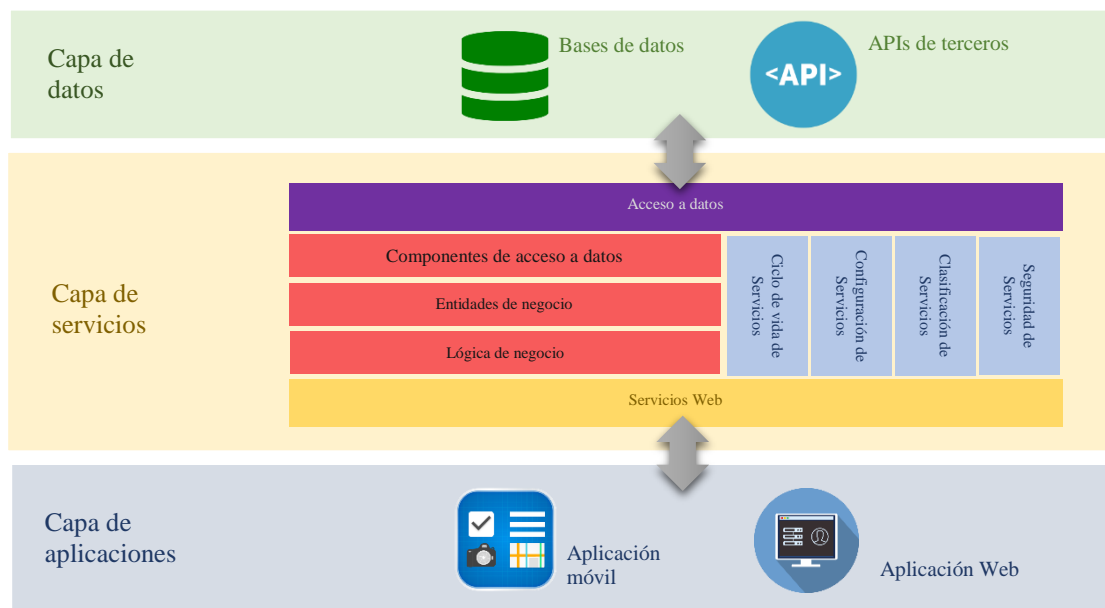 Capa de
datos
Bases de datos
APIs de terceros
<API>
Capa de
servicios
Acceso a datos
Componentes de acceso a datos
Entidades de negocio
Lógica de negocio
Ciclo de vida de
Servicios
Configuración de
Servicios
Clasificación de
Servicios
Seguridad de
Servicios
Servicios Web
Capa de
aplicaciones
Aplicación
móvil
Aplicación Web